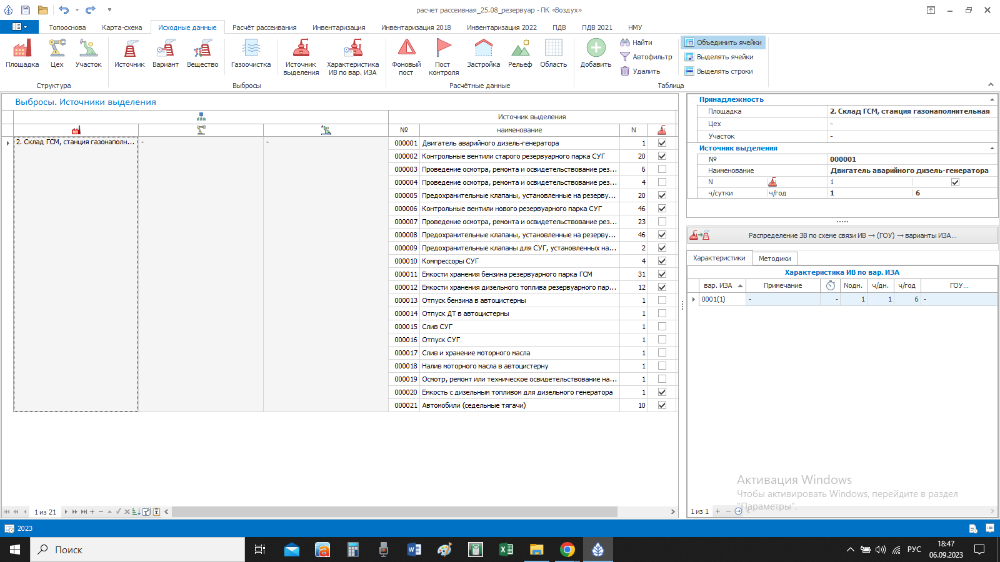 расчет рассеивная_25.08_резервуар - ПК «Воздух»
Топооснова Карта-схема Исходные данные Расчёт рассеивания Инвентаризация Инвентаризация 2018 Инвентаризация 2022 ПДВ ПДВ 2021 НМУ
Площадка Цех Участок Источник Вариант Вещество Газоочистка Источник выделения Характеристика ИВ по вар. ИЗА Фоновый пост Пост контроля Застройка Рельеф Область Добавить
Найти
Автофильтр
Удалить
Объединить ячейки
Выделять ячейки
Выделять строки
Структура Выбросы Расчётные данные Таблица
Выбросы. Источники выделения
Источник выделения
№ наименование N
2. Склад ГСМ, станция газонаполн... - -
000001 Двигатель аварийного дизель-генератора 1
000002 Контрольные вентили старого резервуарного парка СУГ 20
000003 Проведение осмотра, ремонта и освидетельствование рез... 6
000004 Проведение осмотра, ремонта и освидетельствование рез... 4
000005 Предохранительные клапаны, установленные на резерву... 20
000006 Контрольные вентили нового резервуарного парка СУГ 46
000007 Проведение осмотра, ремонта и освидетельствование рез... 23
000008 Предохранительные клапаны, установленные на резерву... 46
000009 Предохранительные клапаны для СУГ, установленных на... 2
000010 Компрессоры СУГ 4
000011 Емкости хранения бензина резервуарного парка ГСМ 31
000012 Емкости хранения дизельного топлива резервуарного пар... 12
000013 Отпуск бензина в автоцистерны 1
000014 Отпуск ДТ в автоцистерны 1
000015 Слив СУГ 1
000016 Отпуск СУГ 1
000017 Слив и хранение моторного масла 1
000018 Налив моторного масла в автоцистерну 1
000019 Осмотр, ремонт или техническое освидетельствование на... 1
000020 Емкость с дизельным топливом для дизельного генератора 1
000021 Автомобили (седельные тягачи) 10
1 из 21
Принадлежность
Площадка 2. Склад ГСМ, станция газонаполнительная
Цех -
Участок -
Источник выделения
№ 000001
Наименование Двигатель аварийного дизель-генератора
N 1
ч/сутки ч/год 1 6
Распределение ЗВ по схеме связи ИВ → (ГОУ) → варианты ИЗА...
Характеристики Методики
Характеристика ИВ по вар. ИЗА
вар. ИЗА Примечание Nодн. ч/дн. ч/год ГОУ...
0001(1) - - 1 1 6 -
Активация Windows
Чтобы активировать Windows, перейдите в раздел
"Параметры".
1 из 1
2023
Поиск
РУС
18:47
06.09.2023